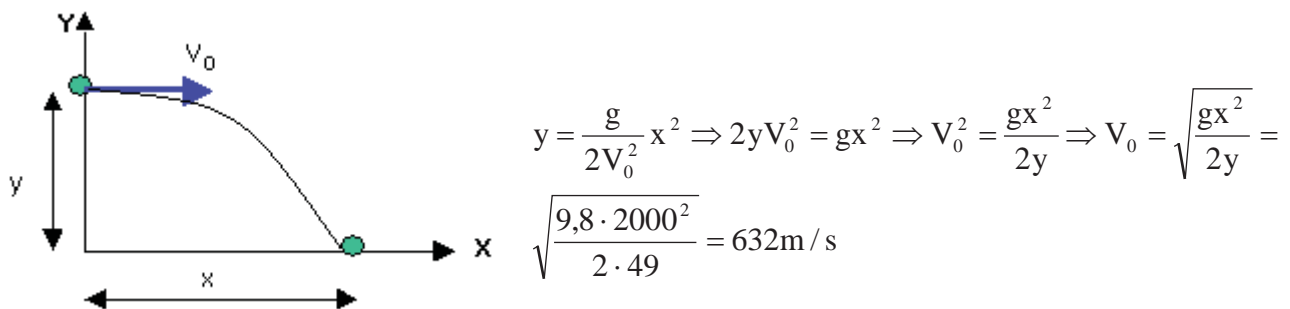 Y
V₀
y
X
x
y = g / 2V₀² x² ⇒ 2yV₀² = gx² ⇒ V₀² = gx² / 2y ⇒ V₀ = √(gx² / 2y) =
√(9,8 · 2000² / 2 · 49) = 632m / s